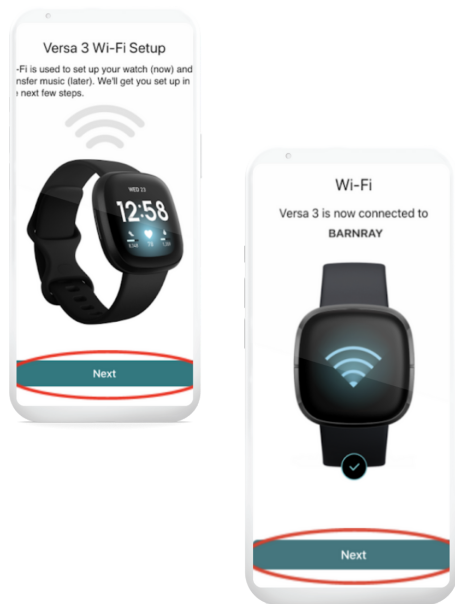 Versa 3 Wi-Fi Setup
-Fi is used to set up your watch (now) and
nsfer music (later). We'll get you set up in
next few steps.
WED 23
12:58
Next
Wi-Fi
Versa 3 is now connected to
BARNRAY
Next